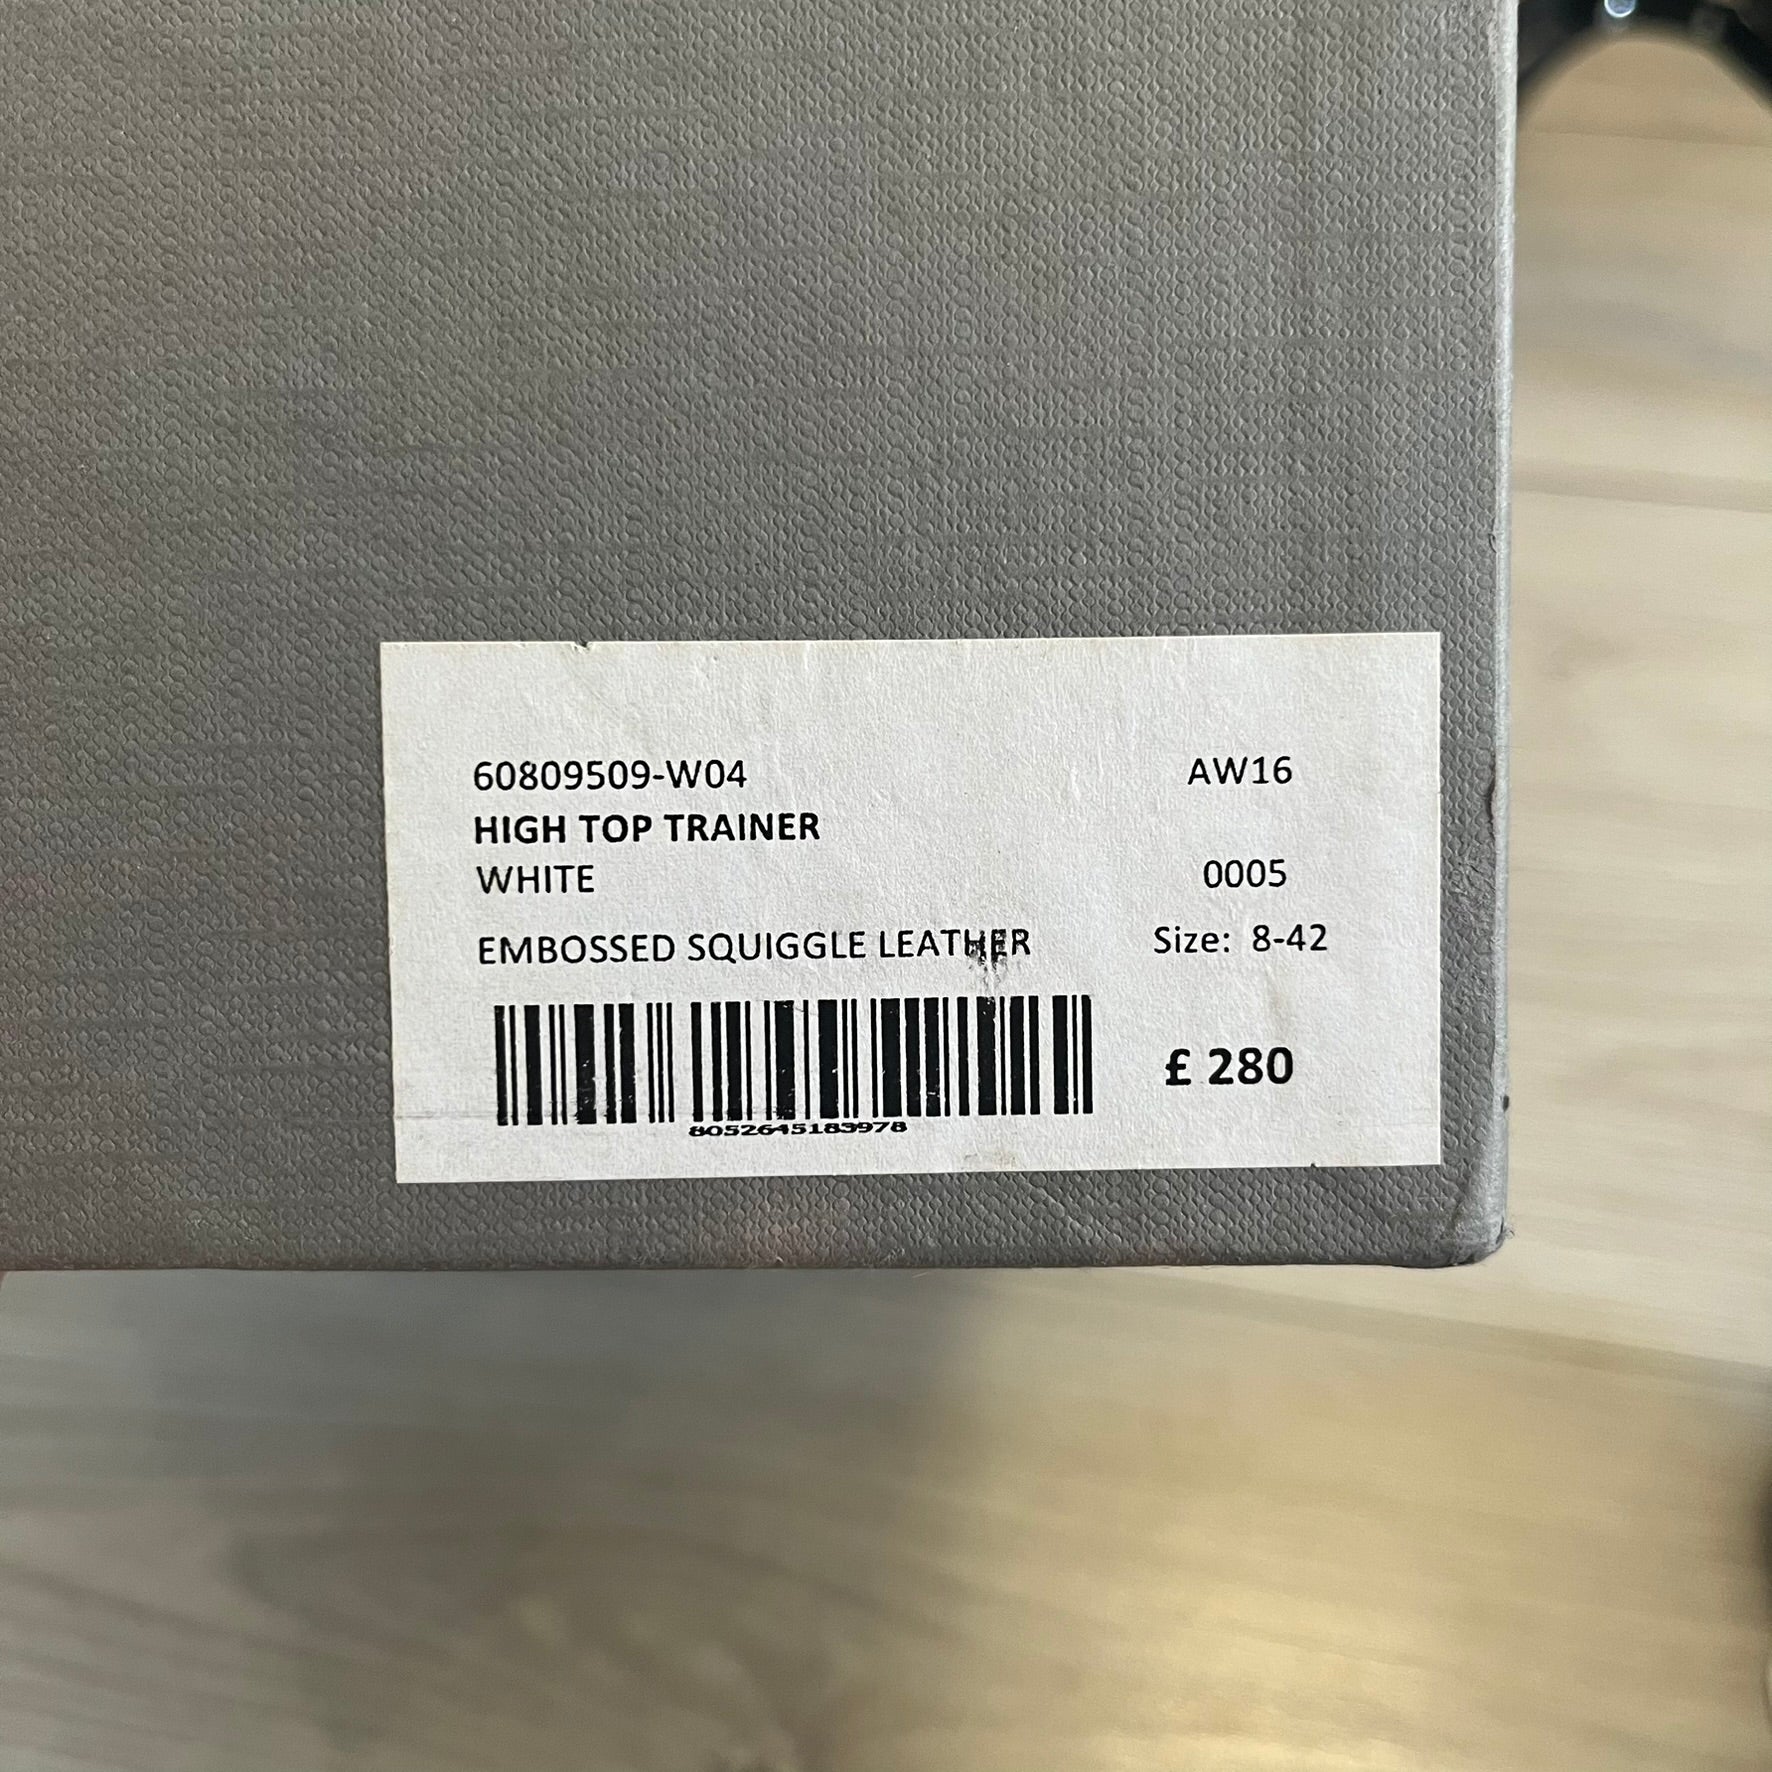 60809509-W04 AW16
HIGH TOP TRAINER
WHITE 0005
EMBOSSED SQUIGGLE LEATHER Size: 8-42
£ 280
8052645183978